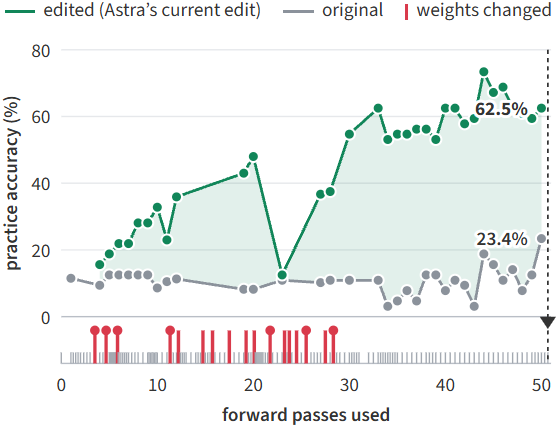 edited (Astra’s current edit) original weights changed
80
60
40
20
0
practice accuracy (%)
62.5%
23.4%
0 10 20 30 40 50
forward passes used